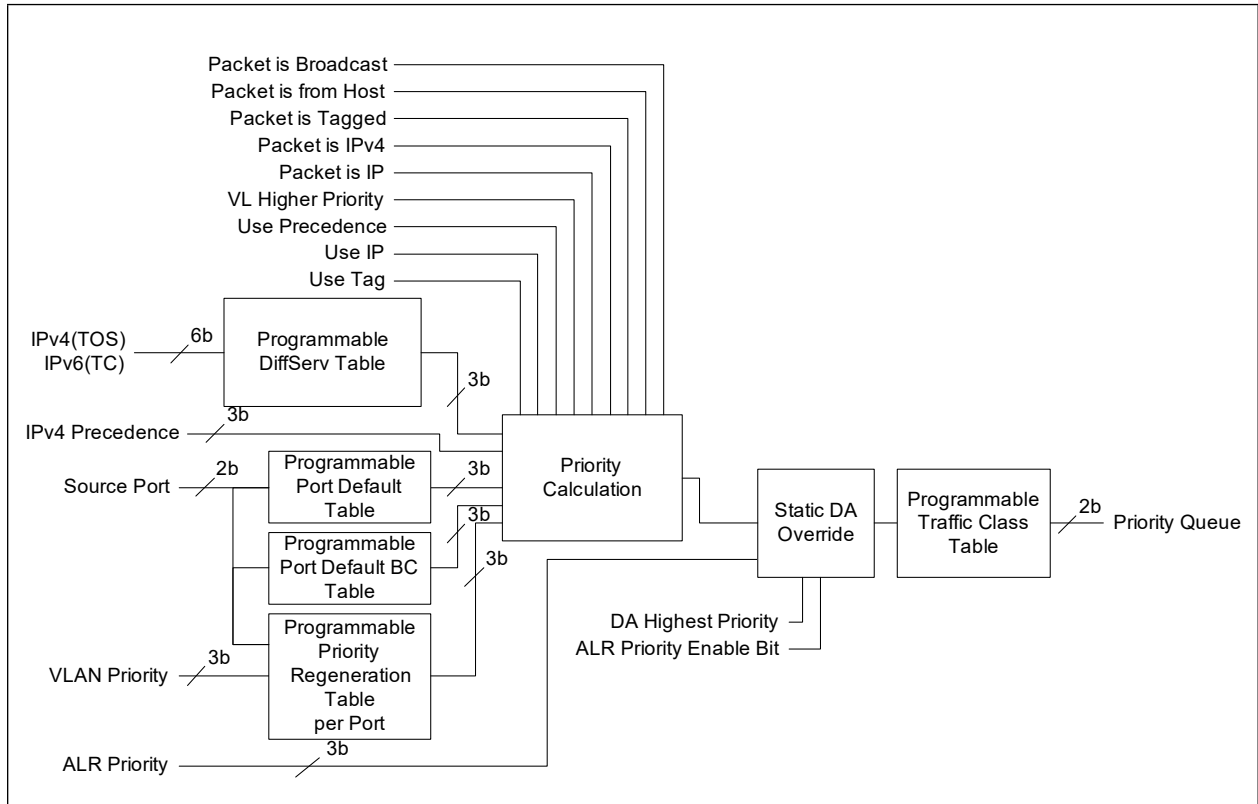 Packet is Broadcast
Packet is from Host
Packet is Tagged
Packet is IPv4
Packet is IP
VL Higher Priority
Use Precedence
Use IP
Use Tag
IPv4(TOS)
IPv6(TC)
6b
Programmable
DiffServ Table
3b
IPv4 Precedence
3b
Source Port
2b
Programmable
Port Default
Table
3b
Programmable
Port Default BC
Table
3b
VLAN Priority
3b
Programmable
Priority
Regeneration
Table
per Port
3b
ALR Priority
3b
Priority
Calculation
Static DA
Override
DA Highest Priority
ALR Priority Enable Bit
Programmable
Traffic Class
Table
2b
Priority Queue